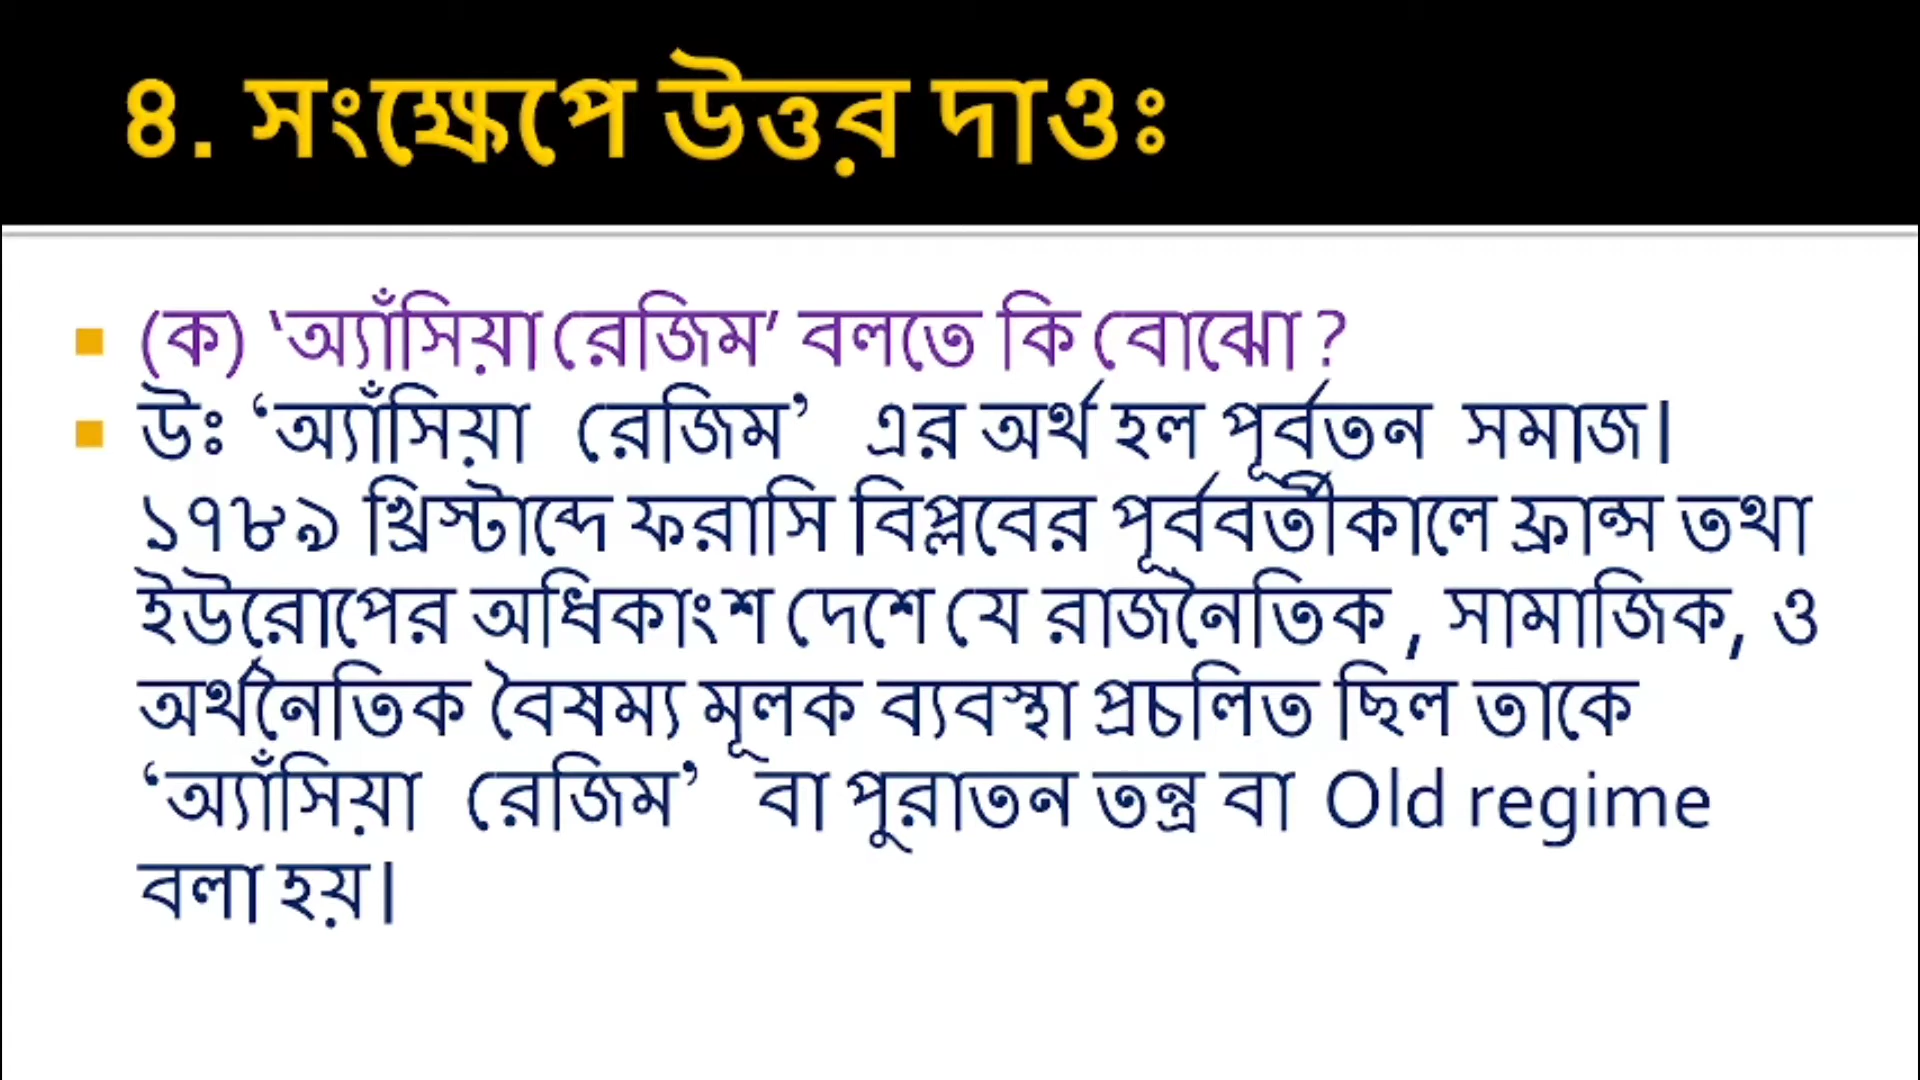 ৪. সংক্ষেপে উত্তর দাওঃ
(ক) ‘অ্যাঁসিয়া রেজিম’ বলতে কি বোঝো ?
উঃ ‘অ্যাঁসিয়া রেজিম’ এর অর্থ হল পূর্বতন সমাজ।
১৭৮৯ খ্রিস্টাব্দে ফরাসি বিপ্লবের পূর্ববর্তীকালে ফ্রান্স তথা
ইউরোপের অধিকাংশ দেশে যে রাজনৈতিক , সামাজিক, ও
অর্থনৈতিক বৈষম্য মূলক ব্যবস্থা প্রচলিত ছিল তাকে
‘অ্যাঁসিয়া রেজিম’ বা পুরাতন তন্ত্র বা Old regime
বলা হয়।